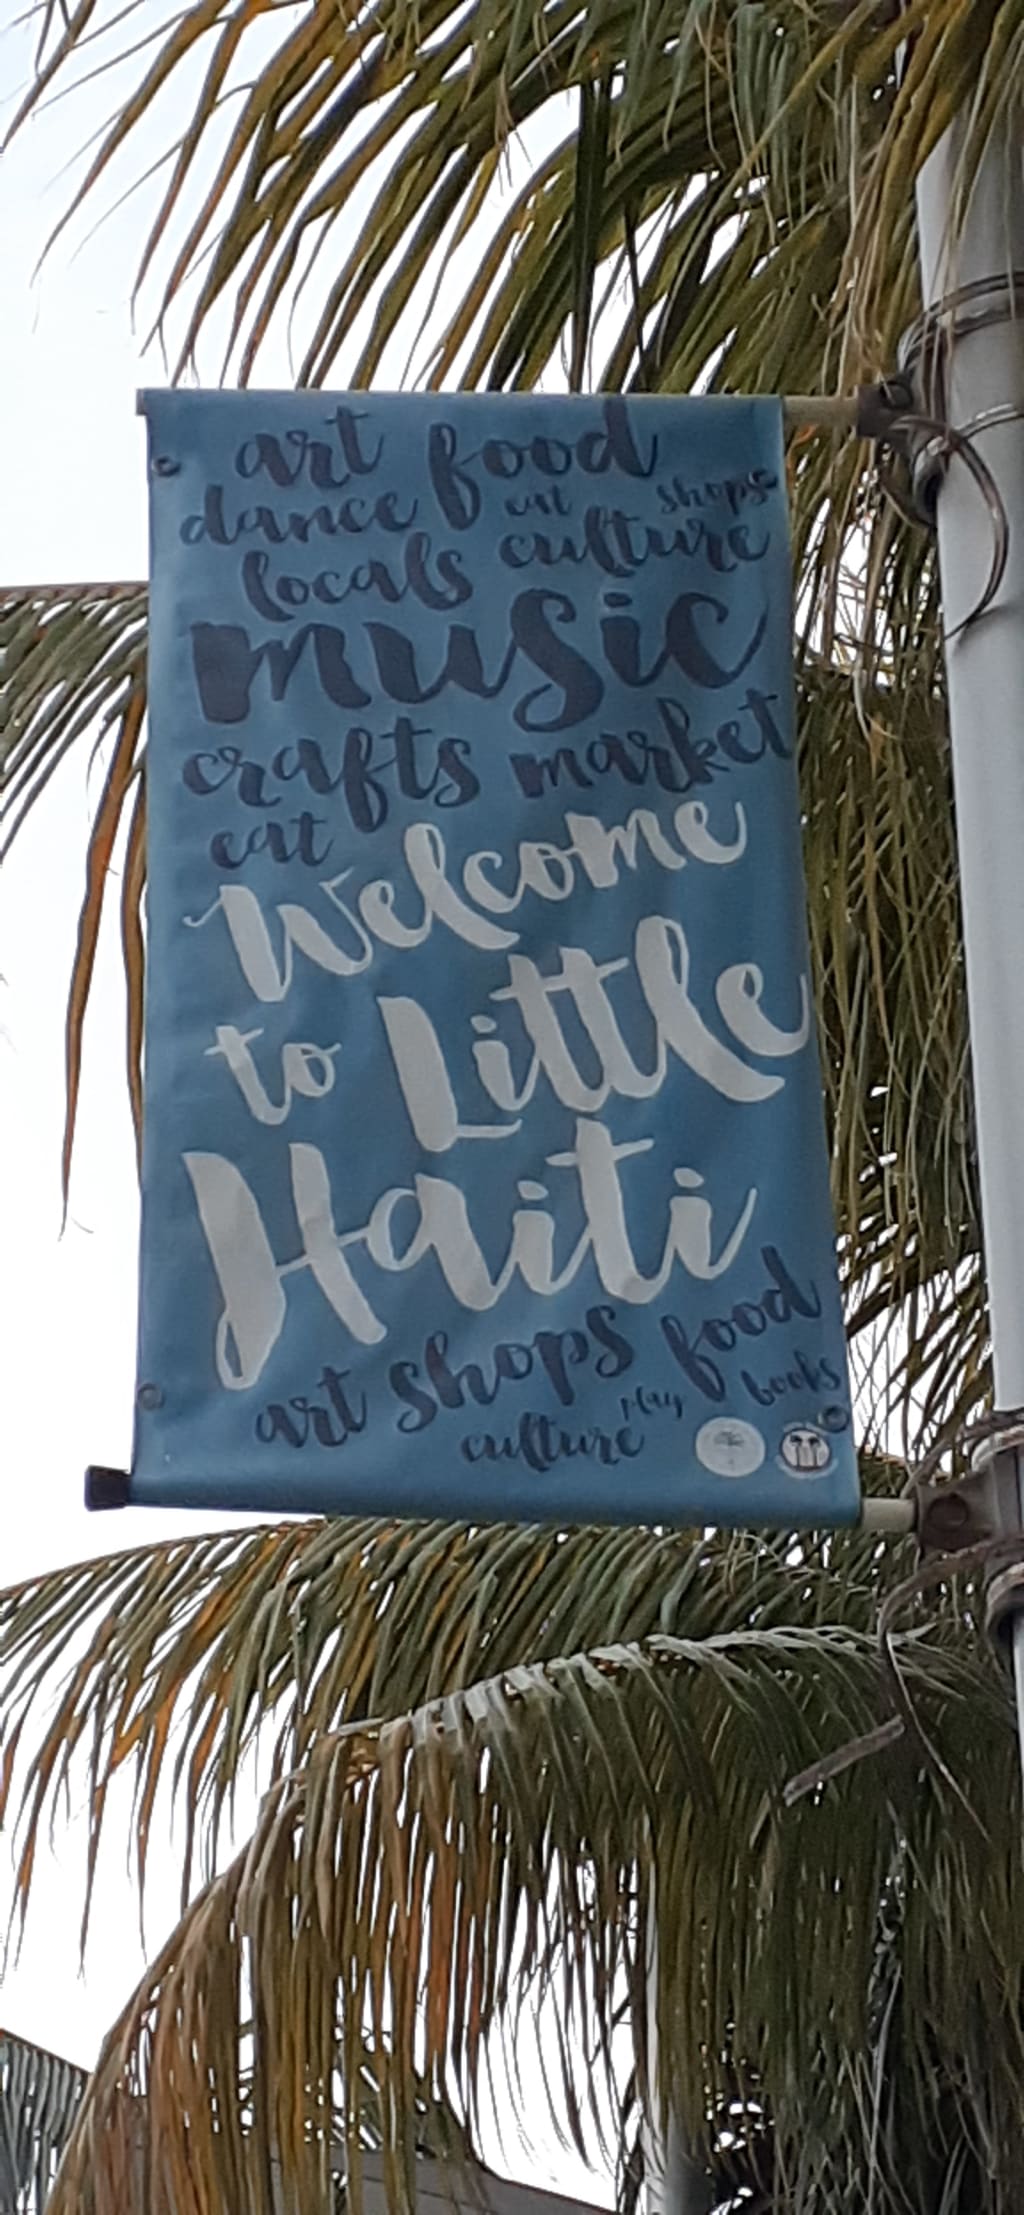 art food
dance eat shops
locals culture
music
crafts market
eat Welcome
to Little
Haiti
art shops food
culture play books